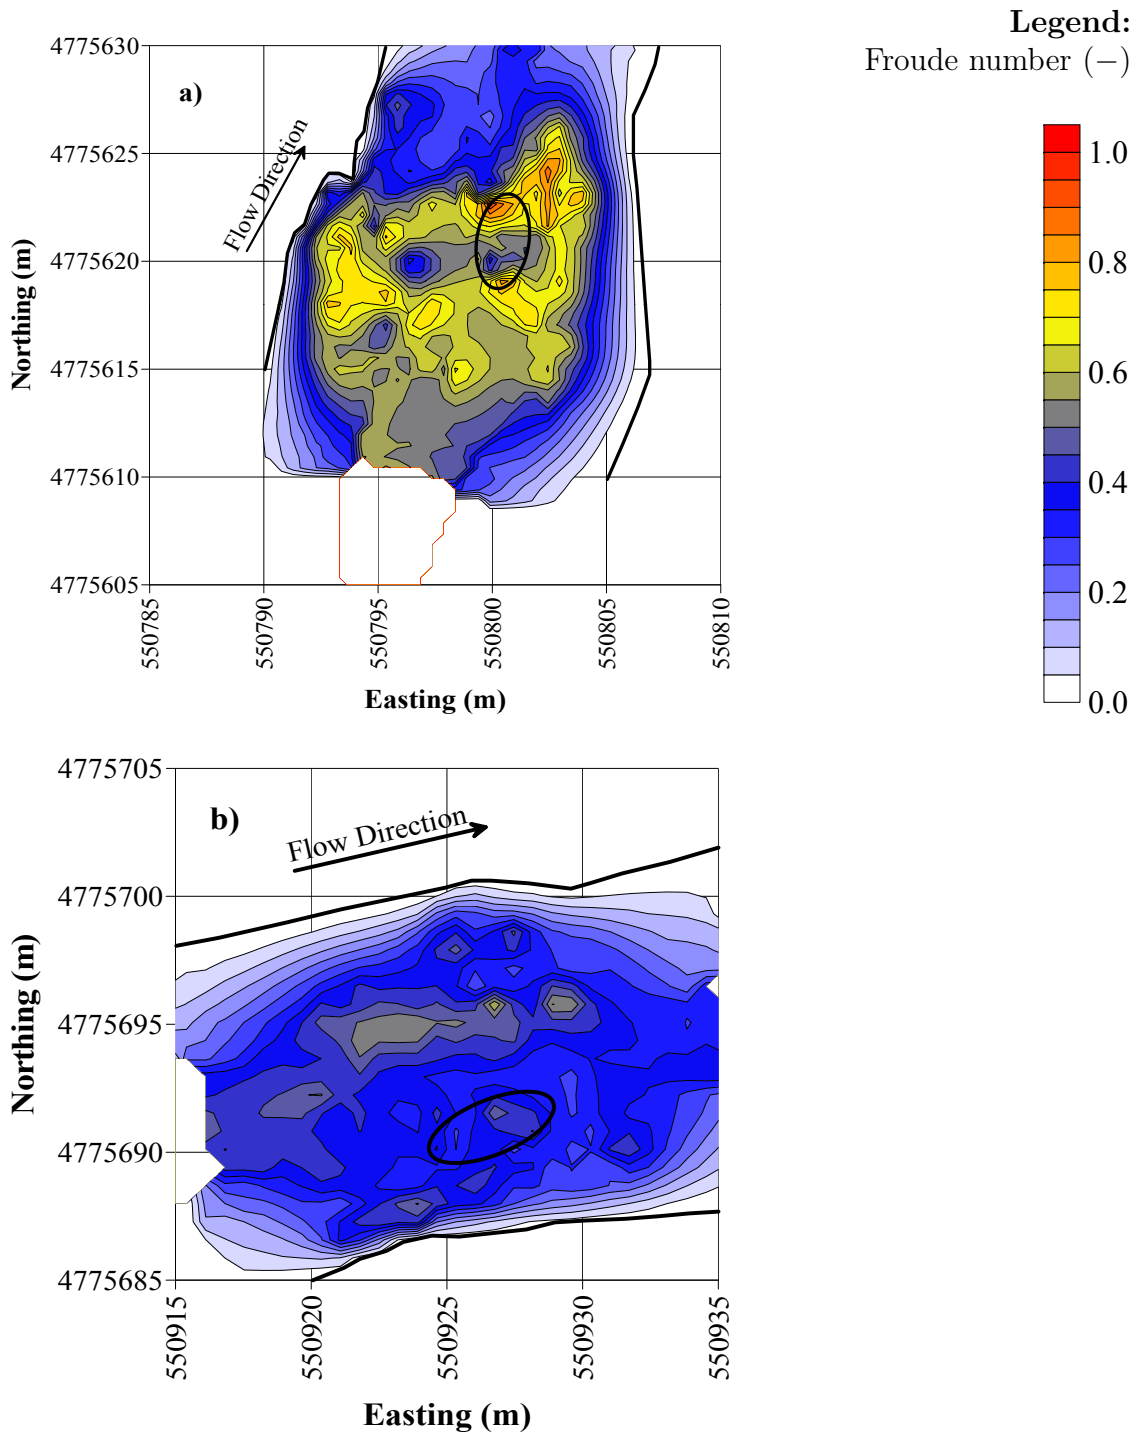 Legend:
Froude number (−)
1.0
0.8
0.6
0.4
0.2
0.0
a)
Flow Direction
Northing (m)
4775630
4775625
4775620
4775615
4775610
4775605
550785
550790
550795
550800
550805
550810
Easting (m)
b)
Flow Direction
Northing (m)
4775705
4775700
4775695
4775690
4775685
550915
550920
550925
550930
550935
Easting (m)